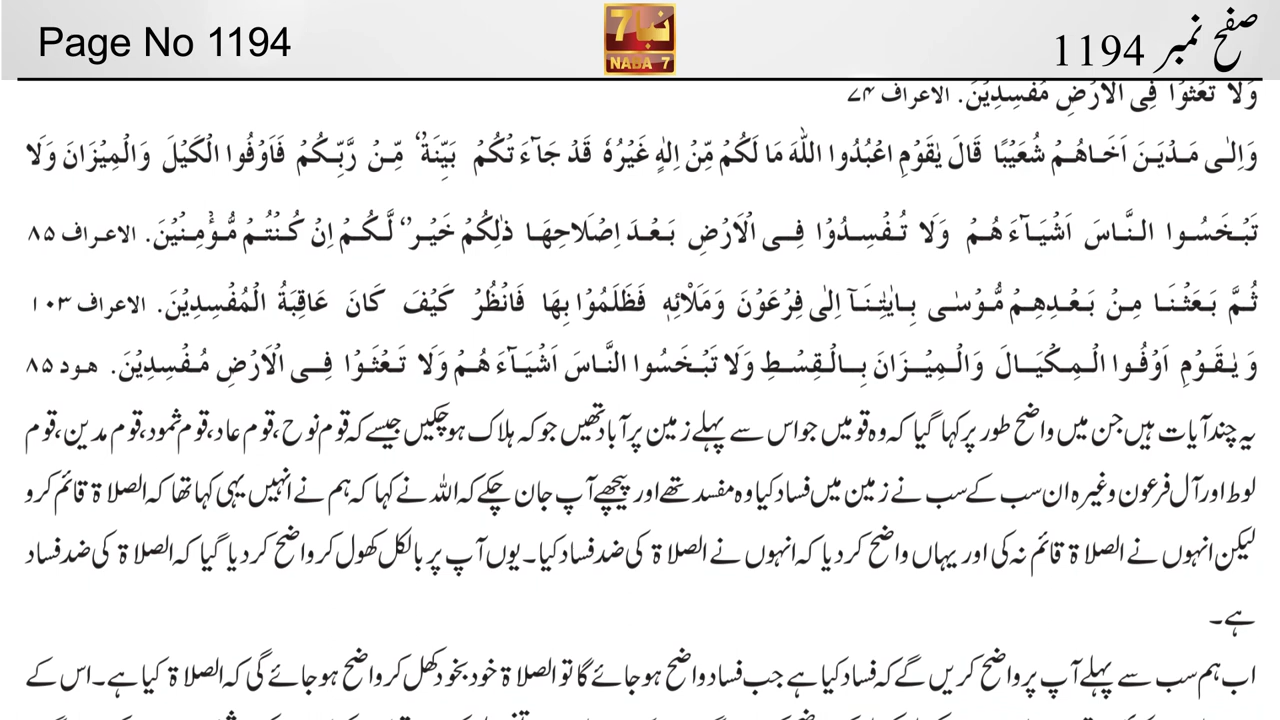 Page No 1194
نبا 7
NABA 7
صفح نمبر 1194
وَلَا تَعْثَوْا فِی الْاَرْضِ مُفْسِدِیْنَ. الاعراف ۷۴
وَاِلٰی مَدْیَنَ اَخَاهُمْ شُعَیْبًا قَالَ یٰقَوْمِ اعْبُدُوا اللّٰهَ مَا لَكُمْ مِّنْ اِلٰهٍ غَیْرُهٗ قَدْ جَآءَ تْكُمْ بَیِّنَةٌ مِّنْ رَّبِّكُمْ فَاَوْفُوا الْكَیْلَ وَالْمِیْزَانَ وَلَا
تَبْخَسُوا النَّاسَ اَشْیَآءَ هُمْ وَلَا تُفْسِدُوْا فِی الْاَرْضِ بَعْدَ اِصْلَاحِهَا ذٰلِكُمْ خَیْرٌ لَّكُمْ اِنْ كُنْتُمْ مُّؤْمِنِیْنَ. الاعراف ۸۵
ثُمَّ بَعَثْنَا مِنْ بَعْدِهِمْ مُّوْسٰی بِاٰیٰتِنَآ اِلٰی فِرْعَوْنَ وَمَلَاْئِهٖ فَظَلَمُوْا بِهَا فَانْظُرْ كَیْفَ كَانَ عَاقِبَةُ الْمُفْسِدِیْنَ. الاعراف ۱۰۳
وَیٰقَوْمِ اَوْفُوا الْمِكْیَالَ وَالْمِیْزَانَ بِالْقِسْطِ وَلَا تَبْخَسُوا النَّاسَ اَشْیَآءَ هُمْ وَلَا تَعْثَوْا فِی الْاَرْضِ مُفْسِدِیْنَ. هود ۸۵
یہ چند آیات ہیں جن میں واضح طور پر کہا گیا کہ وہ قومیں جو اس سے پہلے زمین پر آباد تھیں جو کہ ہلاک ہو چکیں جیسے کہ قوم نوح، قوم عاد، قوم ثمود، قوم مدین، قوم
لوط اور آل فرعون وغیرہ ان سب کے سب نے زمین میں فساد کیا وہ مفسد تھے اور پیچھے آپ جان چکے کہ اللہ نے کہا کہ ہم نے انہیں یہی کہا تھا کہ الصلاۃ قائم کرو
لیکن انہوں نے الصلاۃ قائم نہ کی اور یہاں واضح کر دیا کہ انہوں نے الصلاۃ کی ضد فساد کیا۔ یوں آپ پر بالکل کھول کر واضح کر دیا گیا کہ الصلاۃ کی ضد فساد
ہے۔
اب ہم سب سے پہلے آپ پر واضح کریں گے کہ فساد کیا ہے جب فساد واضح ہو جائے گا تو الصلاۃ خود بخود کھل کر واضح ہو جائے گی کہ الصلاۃ کیا ہے۔ اس کے